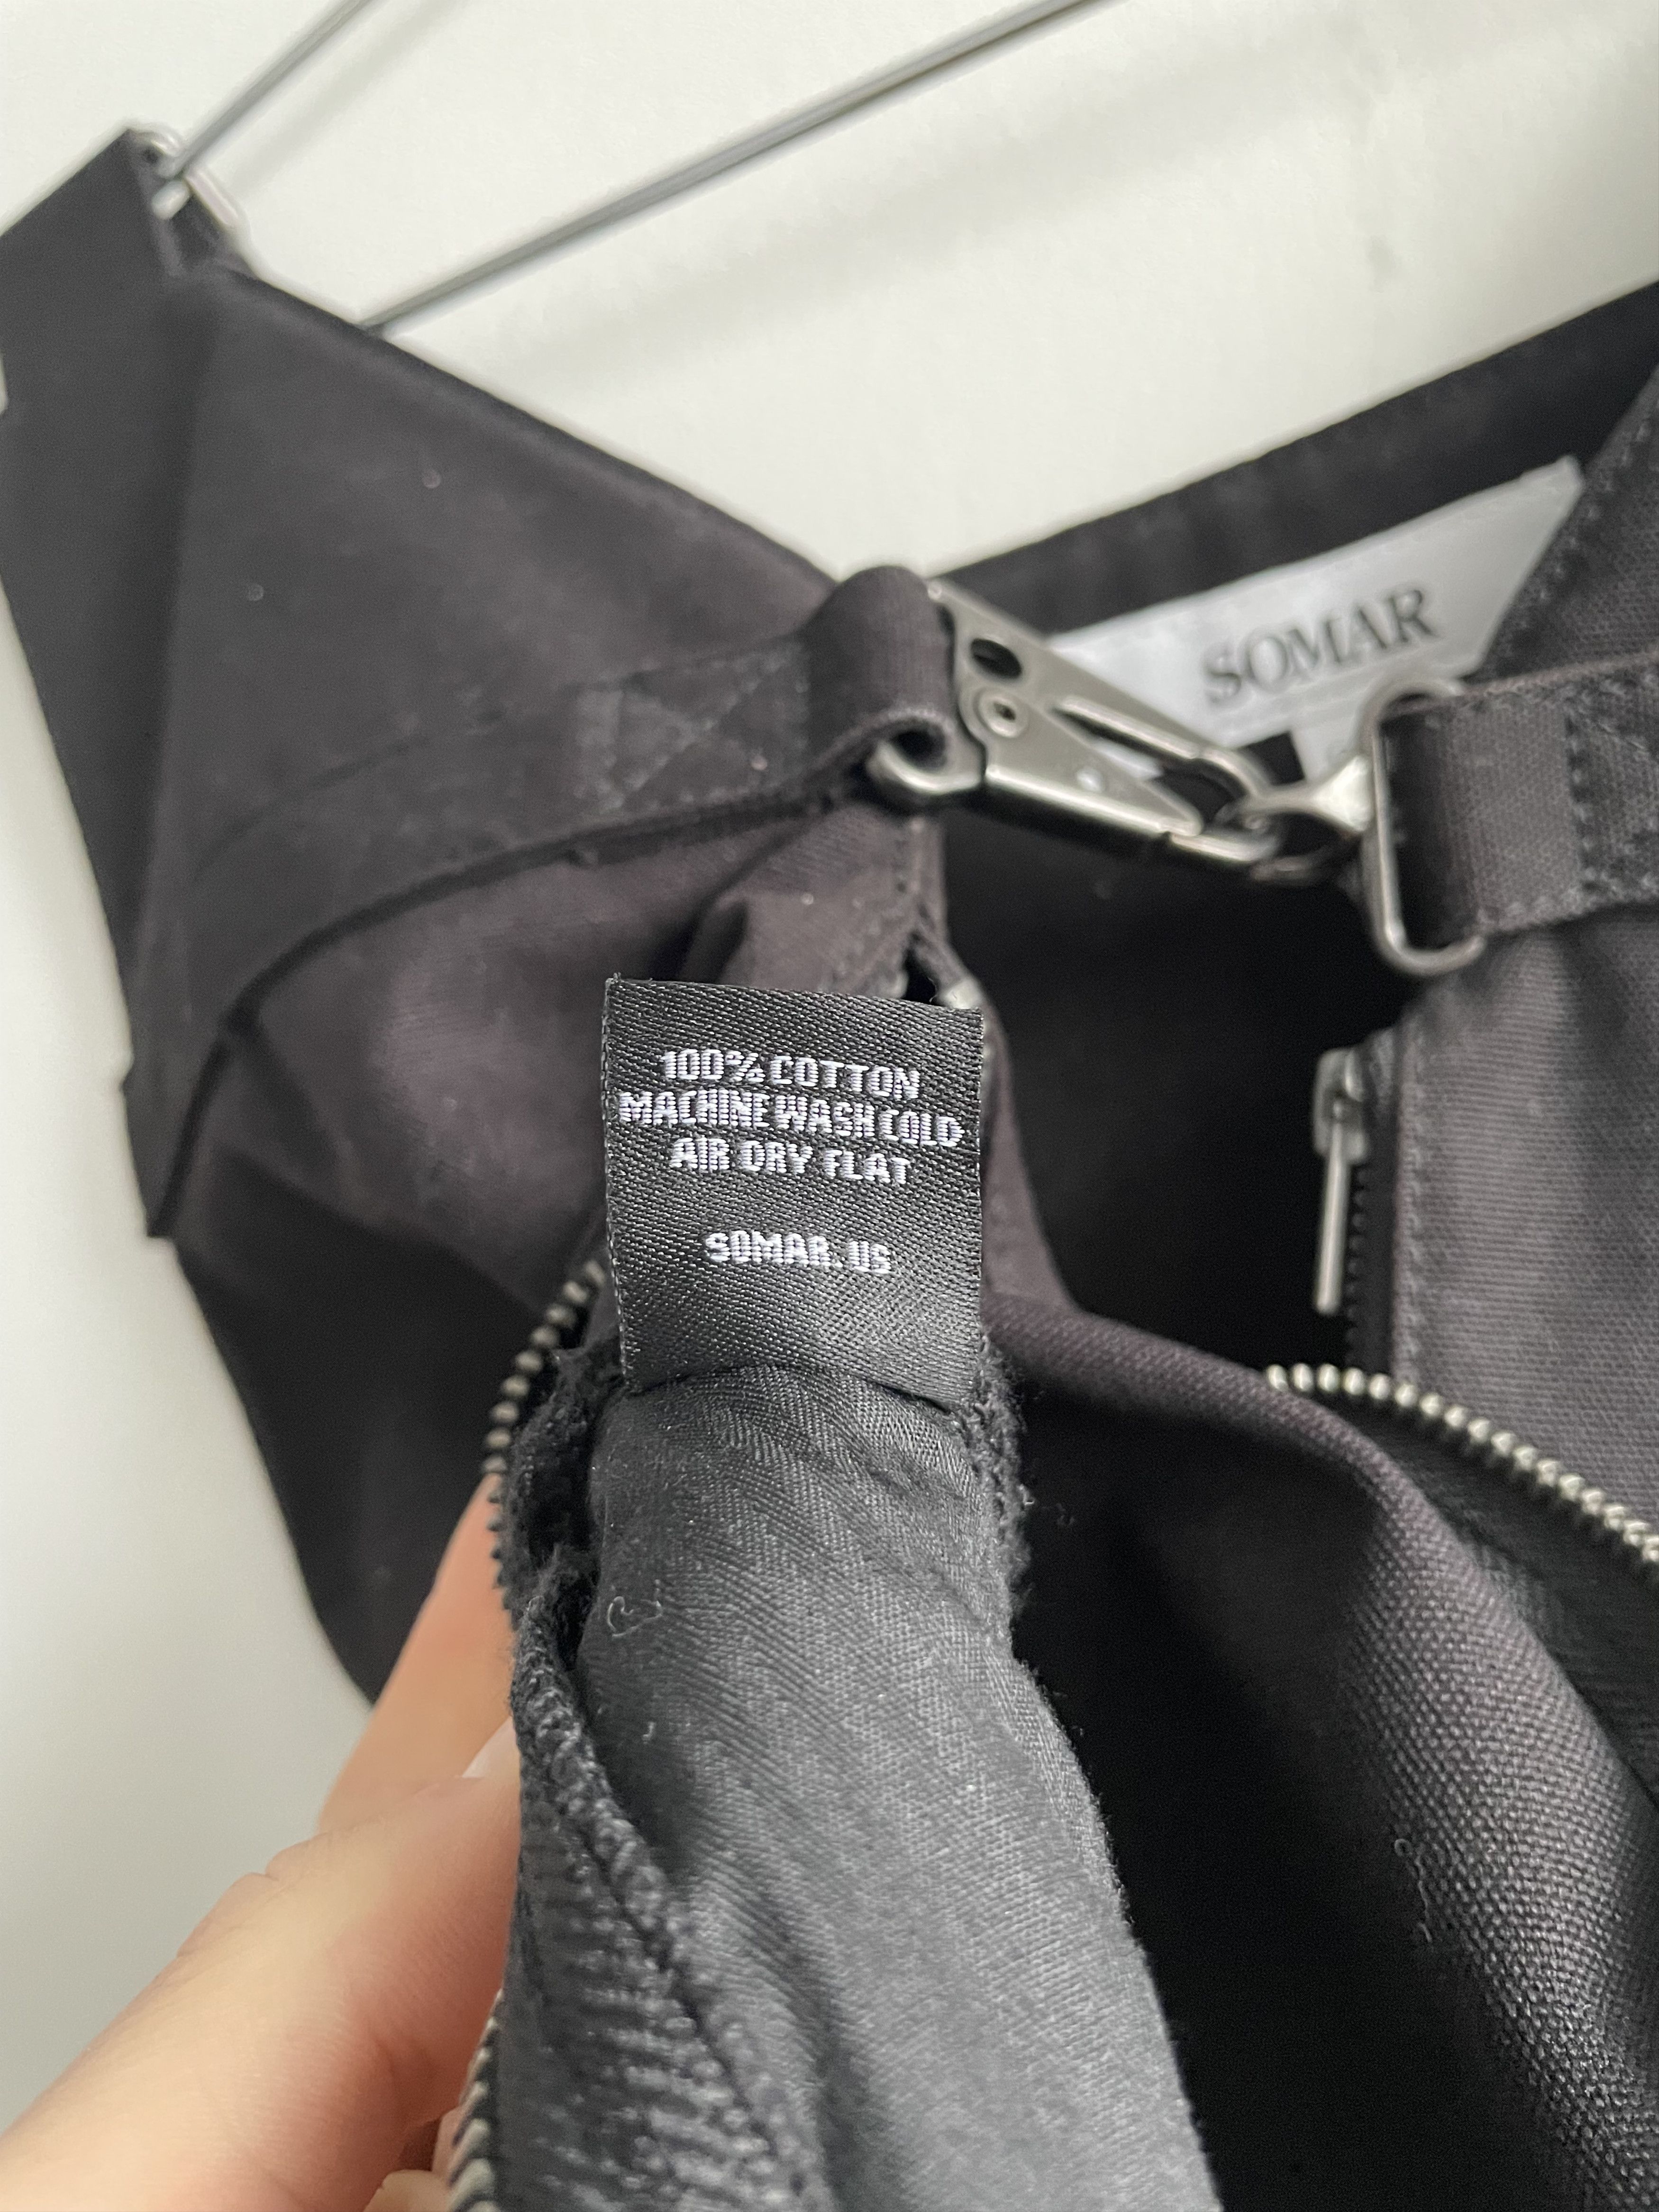 SOMAR
100% COTTON
MACHINE WASH COLD
AIR DRY FLAT
SOMAR.US